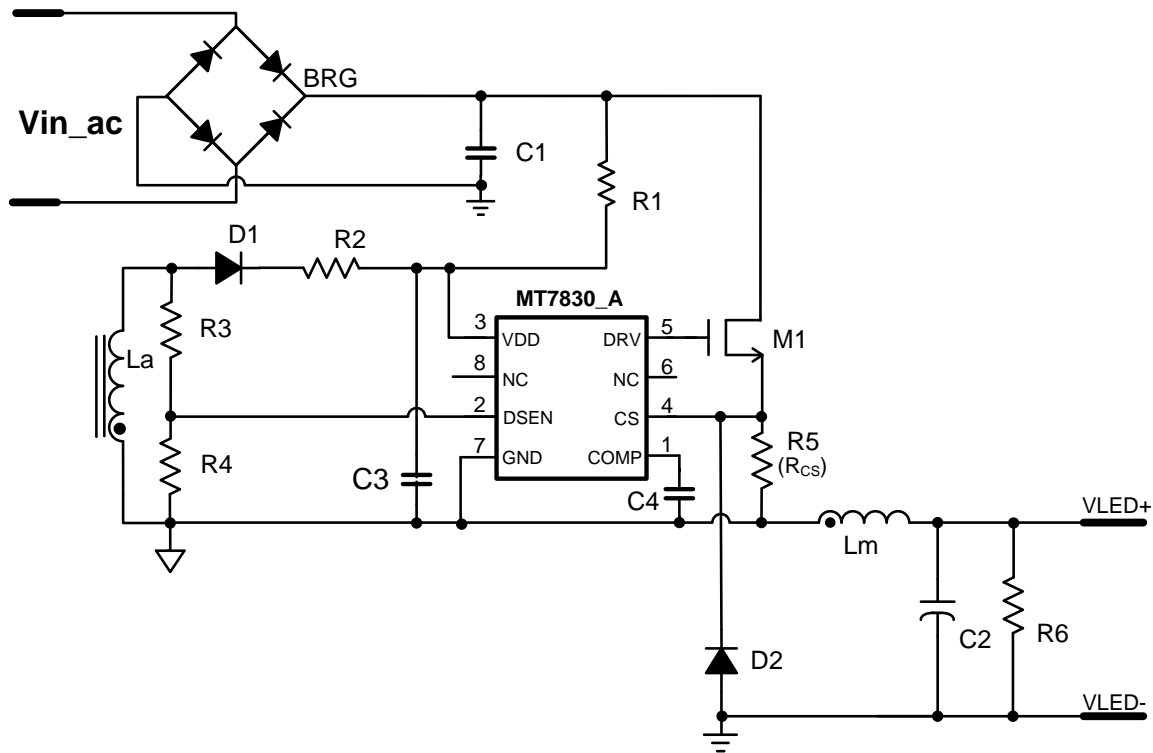 BRG
Vin_ac
C1
R1
D1
R2
MT7830_A
R3
La
R4
C3
3
VDD
8
NC
2
DSEN
7
GND
DRV
5
NC
6
CS
4
COMP
1
M1
C4
R5
(RCS)
Lm
VLED+
C2
R6
D2
VLED-